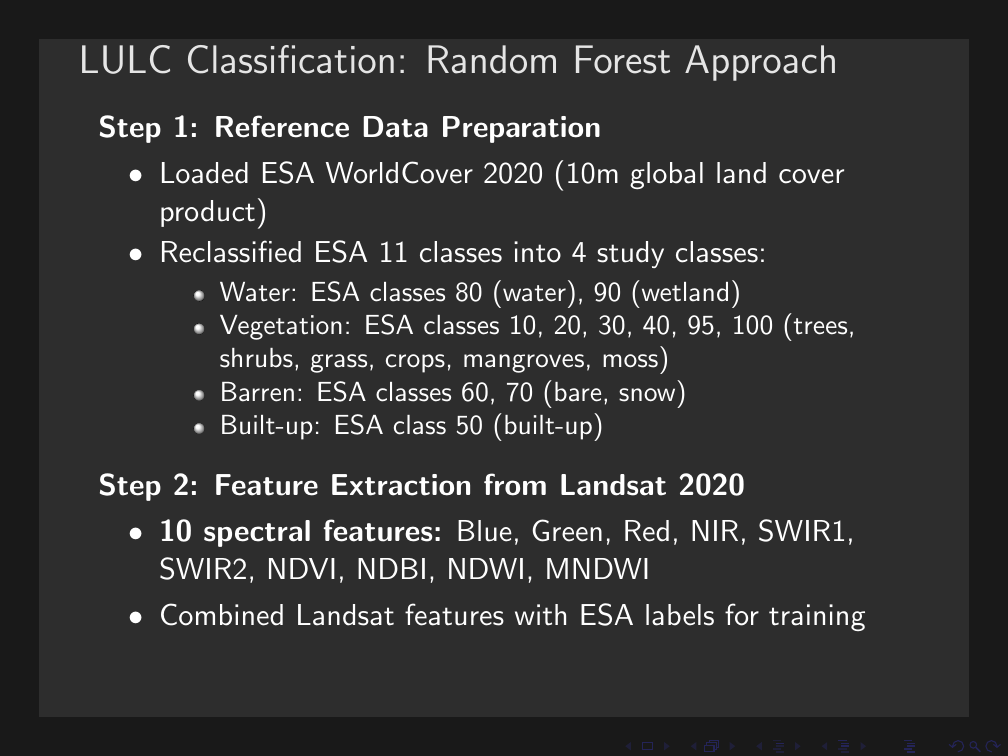 LULC Classification: Random Forest Approach
Step 1: Reference Data Preparation
• Loaded ESA WorldCover 2020 (10m global land cover
product)
• Reclassified ESA 11 classes into 4 study classes:
• Water: ESA classes 80 (water), 90 (wetland)
• Vegetation: ESA classes 10, 20, 30, 40, 95, 100 (trees,
shrubs, grass, crops, mangroves, moss)
• Barren: ESA classes 60, 70 (bare, snow)
• Built-up: ESA class 50 (built-up)
Step 2: Feature Extraction from Landsat 2020
• 10 spectral features: Blue, Green, Red, NIR, SWIR1,
SWIR2, NDVI, NDBI, NDWI, MNDWI
• Combined Landsat features with ESA labels for training